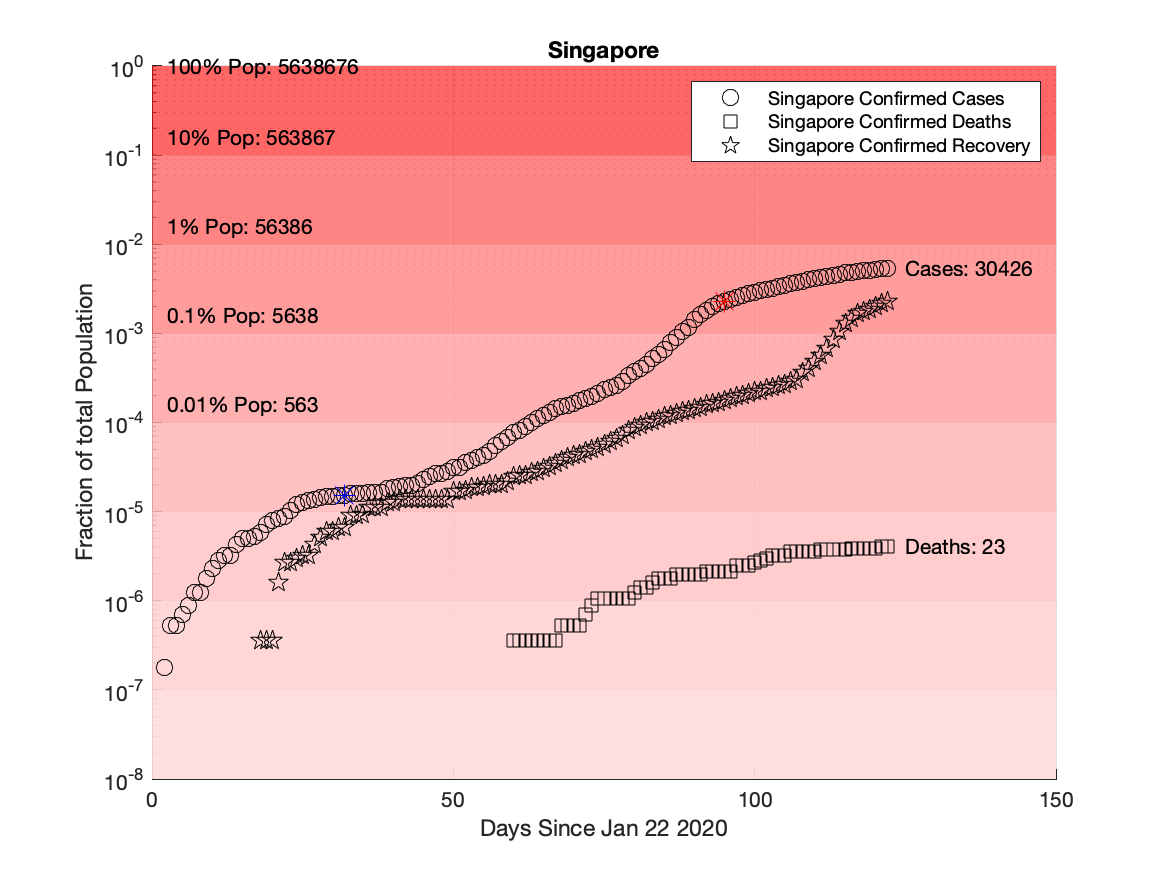 Singapore
10^0
100% Pop: 5638676
Singapore Confirmed Cases
Singapore Confirmed Deaths
Singapore Confirmed Recovery
10% Pop: 563867
10^-1
1% Pop: 56386
10^-2
Cases: 30426
0.1% Pop: 5638
10^-3
0.01% Pop: 563
10^-4
10^-5
Deaths: 23
10^-6
10^-7
10^-8
Fraction of total Population
0 50 100 150
Days Since Jan 22 2020